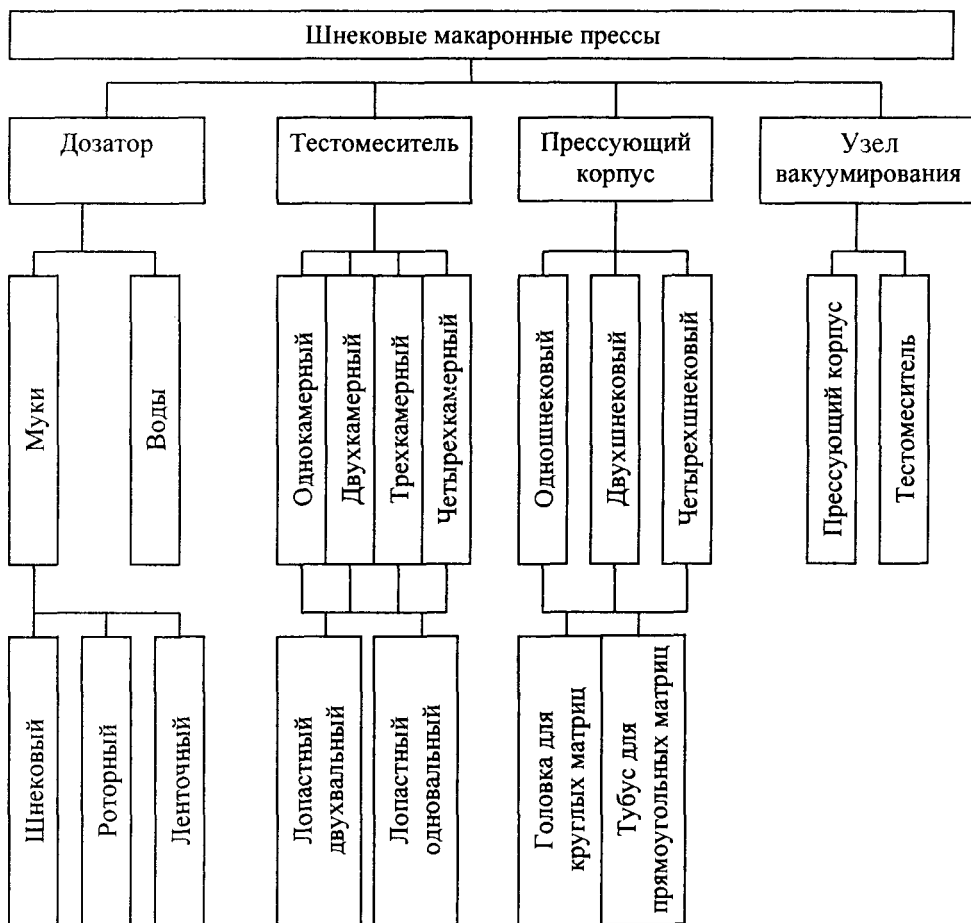 Шнековые макаронные прессы
Дозатор
Тестомеситель
Прессующий
корпус
Узел
вакуумирования
Муки
Воды
Однокамерный
Двухкамерный
Трехкамерный
Четырехкамерный
Одношнековый
Двухшнековый
Четырехшнековый
Прессующий корпус
Тестомеситель
Шнековый
Роторный
Ленточный
Лопастный
двухвальный
Лопастный
одновальный
Головка для
круглых матриц
Тубус для
прямоугольных матриц